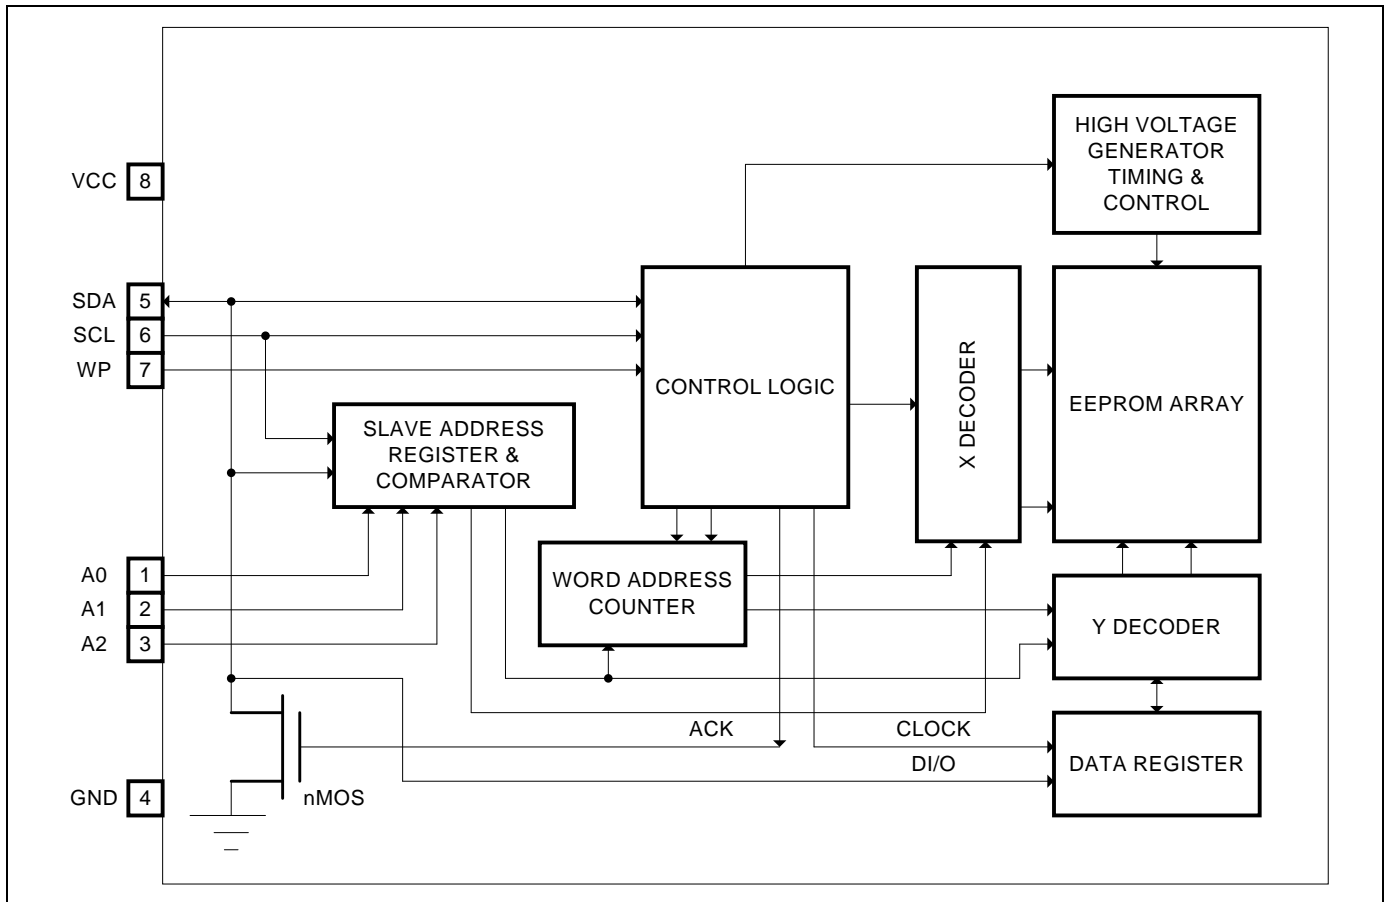 HIGH VOLTAGE
GENERATOR
TIMING &
CONTROL
VCC 8
SDA 5
SCL 6
WP 7
CONTROL LOGIC
X DECODER
EEPROM ARRAY
SLAVE ADDRESS
REGISTER &
COMPARATOR
A0 1
A1 2
A2 3
WORD ADDRESS
COUNTER
Y DECODER
ACK
CLOCK
DI/O
DATA REGISTER
GND 4
nMOS